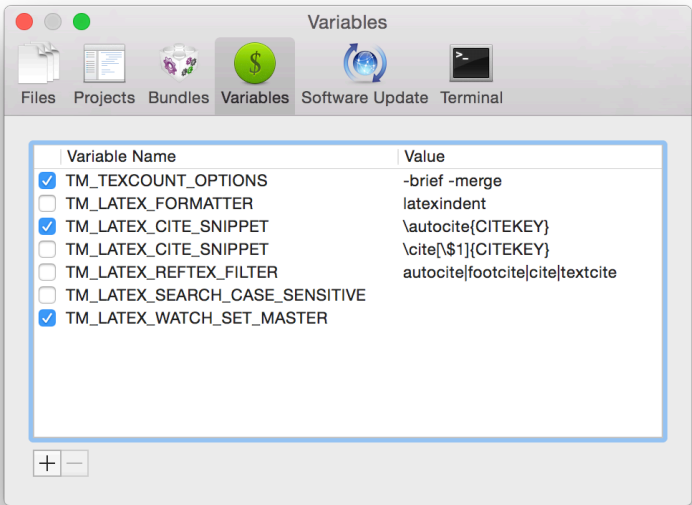 Variables
Files Projects Bundles Variables Software Update Terminal
Variable Name Value
TM_TEXCOUNT_OPTIONS -brief -merge
TM_LATEX_FORMATTER latexindent
TM_LATEX_CITE_SNIPPET \autocite{CITEKEY}
TM_LATEX_CITE_SNIPPET \cite[\$1]{CITEKEY}
TM_LATEX_REFTEX_FILTER autocite|footcite|cite|textcite
TM_LATEX_SEARCH_CASE_SENSITIVE
TM_LATEX_WATCH_SET_MASTER